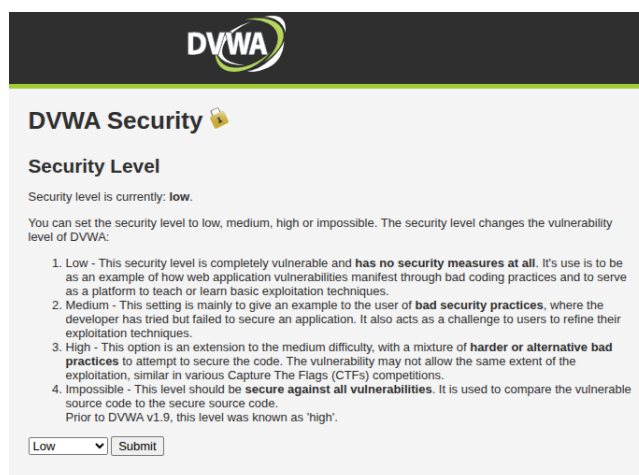 DVWA
DVWA Security
Security Level
Security level is currently: low.
You can set the security level to low, medium, high or impossible. The security level changes the vulnerability
level of DVWA:
1. Low - This security level is completely vulnerable and has no security measures at all. It's use is to be
as an example of how web application vulnerabilities manifest through bad coding practices and to serve
as a platform to teach or learn basic exploitation techniques.
2. Medium - This setting is mainly to give an example to the user of bad security practices, where the
developer has tried but failed to secure an application. It also acts as a challenge to users to refine their
exploitation techniques.
3. High - This option is an extension to the medium difficulty, with a mixture of harder or alternative bad
practices to attempt to secure the code. The vulnerability may not allow the same extent of the
exploitation, similar in various Capture The Flags (CTFs) competitions.
4. Impossible - This level should be secure against all vulnerabilities. It is used to compare the vulnerable
source code to the secure source code.
Prior to DVWA v1.9, this level was known as 'high'.
Low Submit